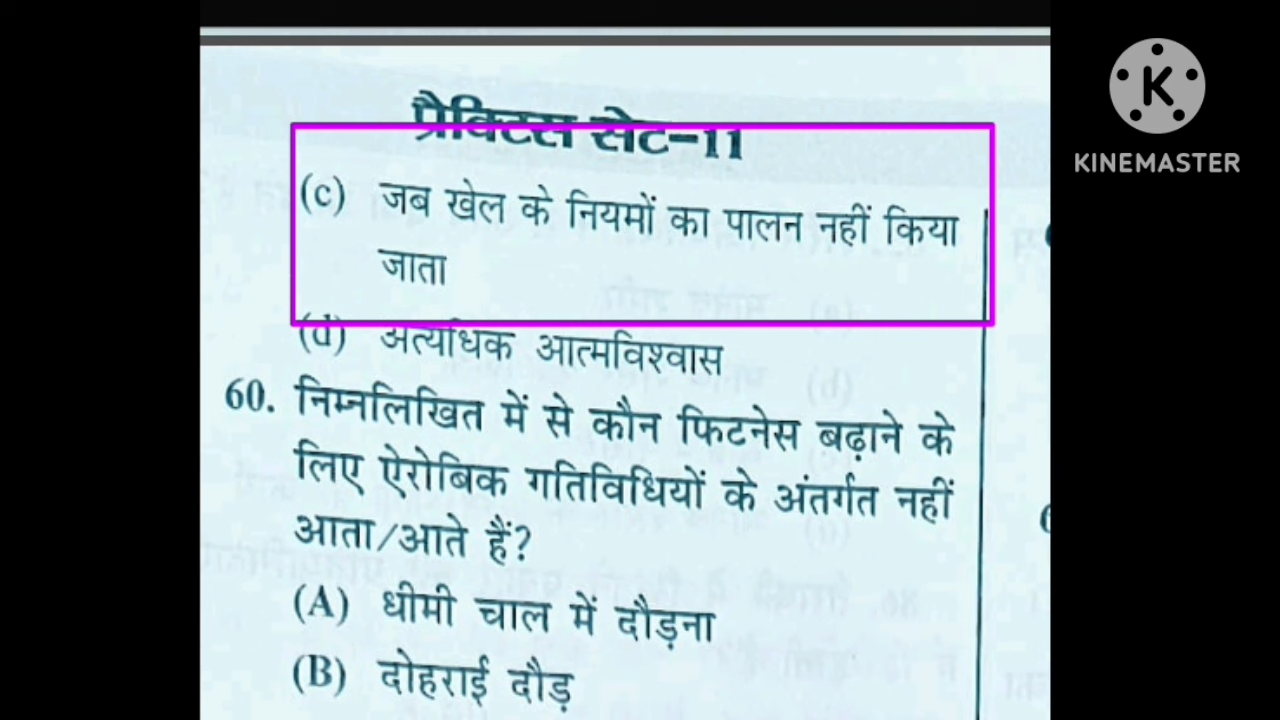 प्रैक्टिस सेट-11
KINEMASTER
(c) जब खेल के नियमों का पालन नहीं किया
जाता
(d) अत्यधिक आत्मविश्वास
60. निम्नलिखित में से कौन फिटनेस बढ़ाने के
लिए ऐरोबिक गतिविधियों के अंतर्गत नहीं
आता/आते हैं?
(A) धीमी चाल में दौड़ना
(B) दोहराई दौड़